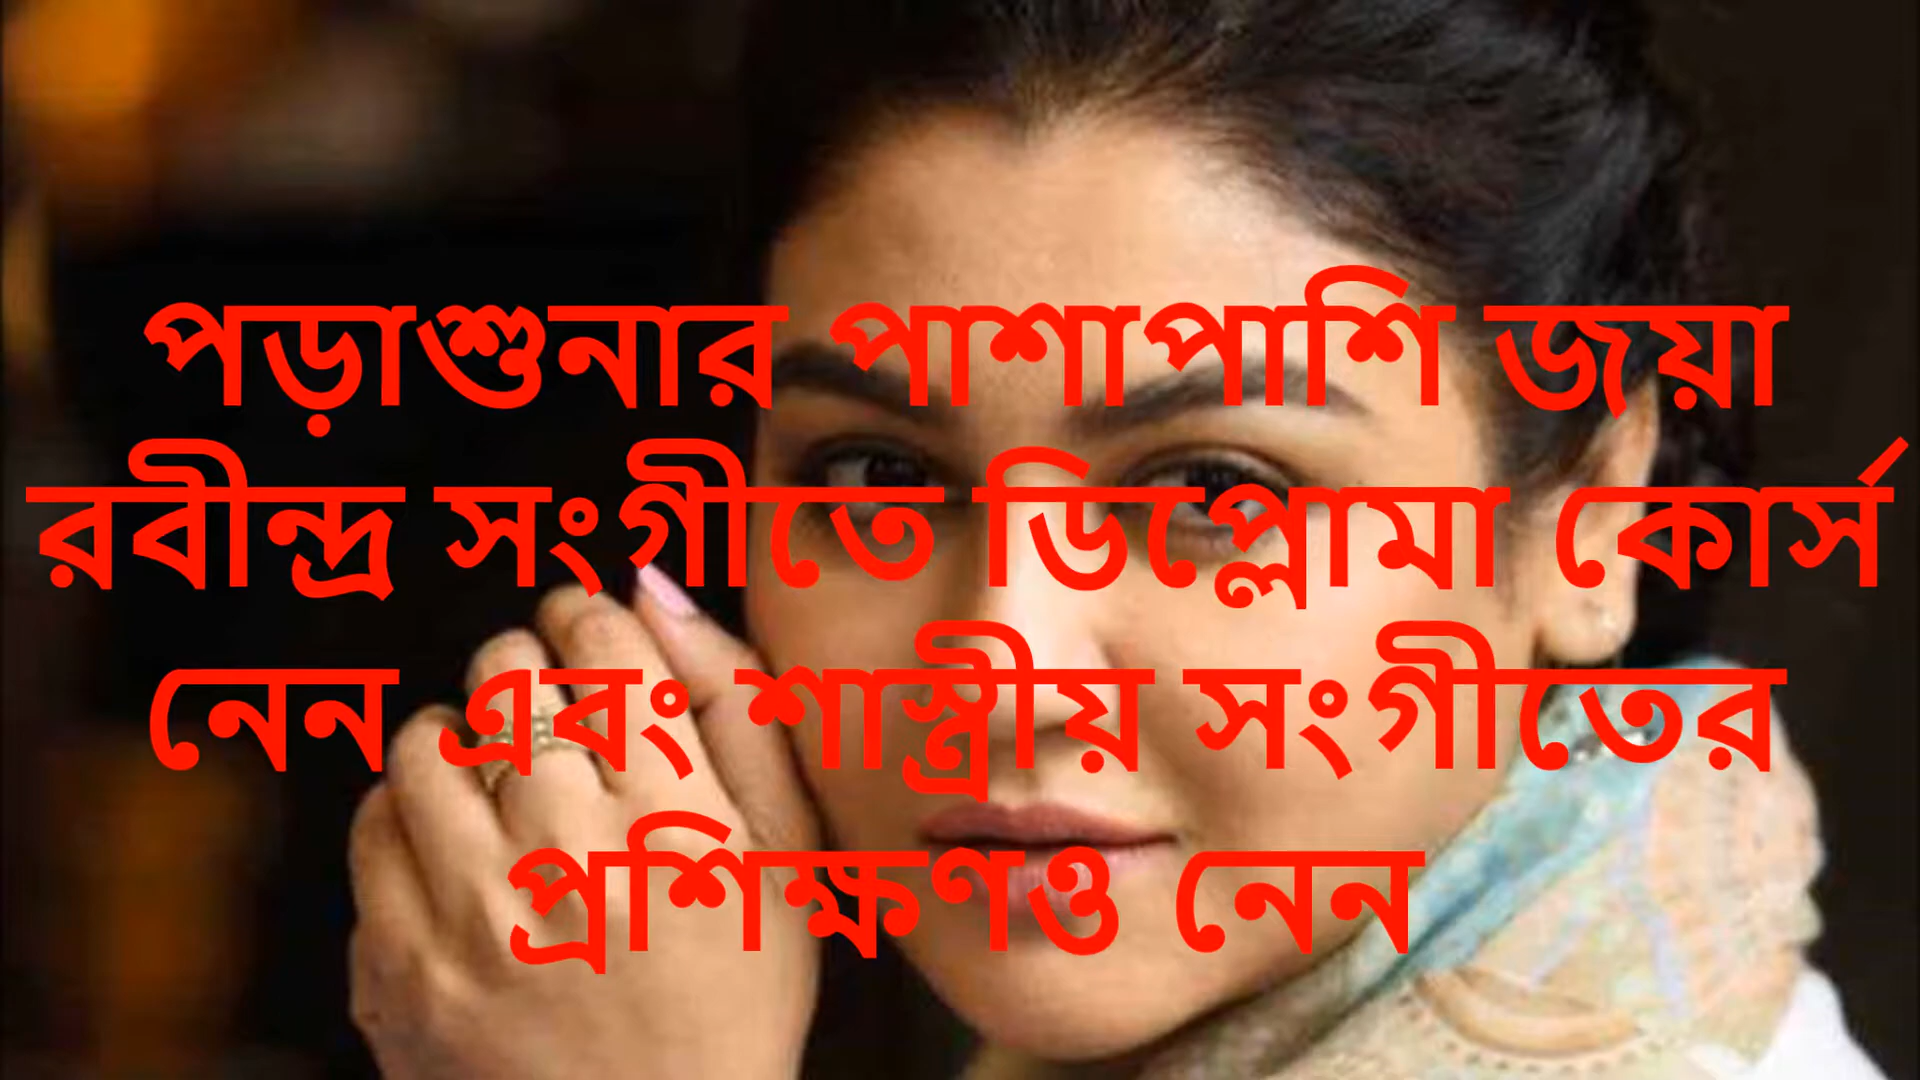 পড়াশুনার পাশাপাশি জয়া
রবীন্দ্র সংগীতে ডিপ্লোমা কোর্স
নেন এবং শাস্ত্রীয় সংগীতের
প্রশিক্ষণও নেন